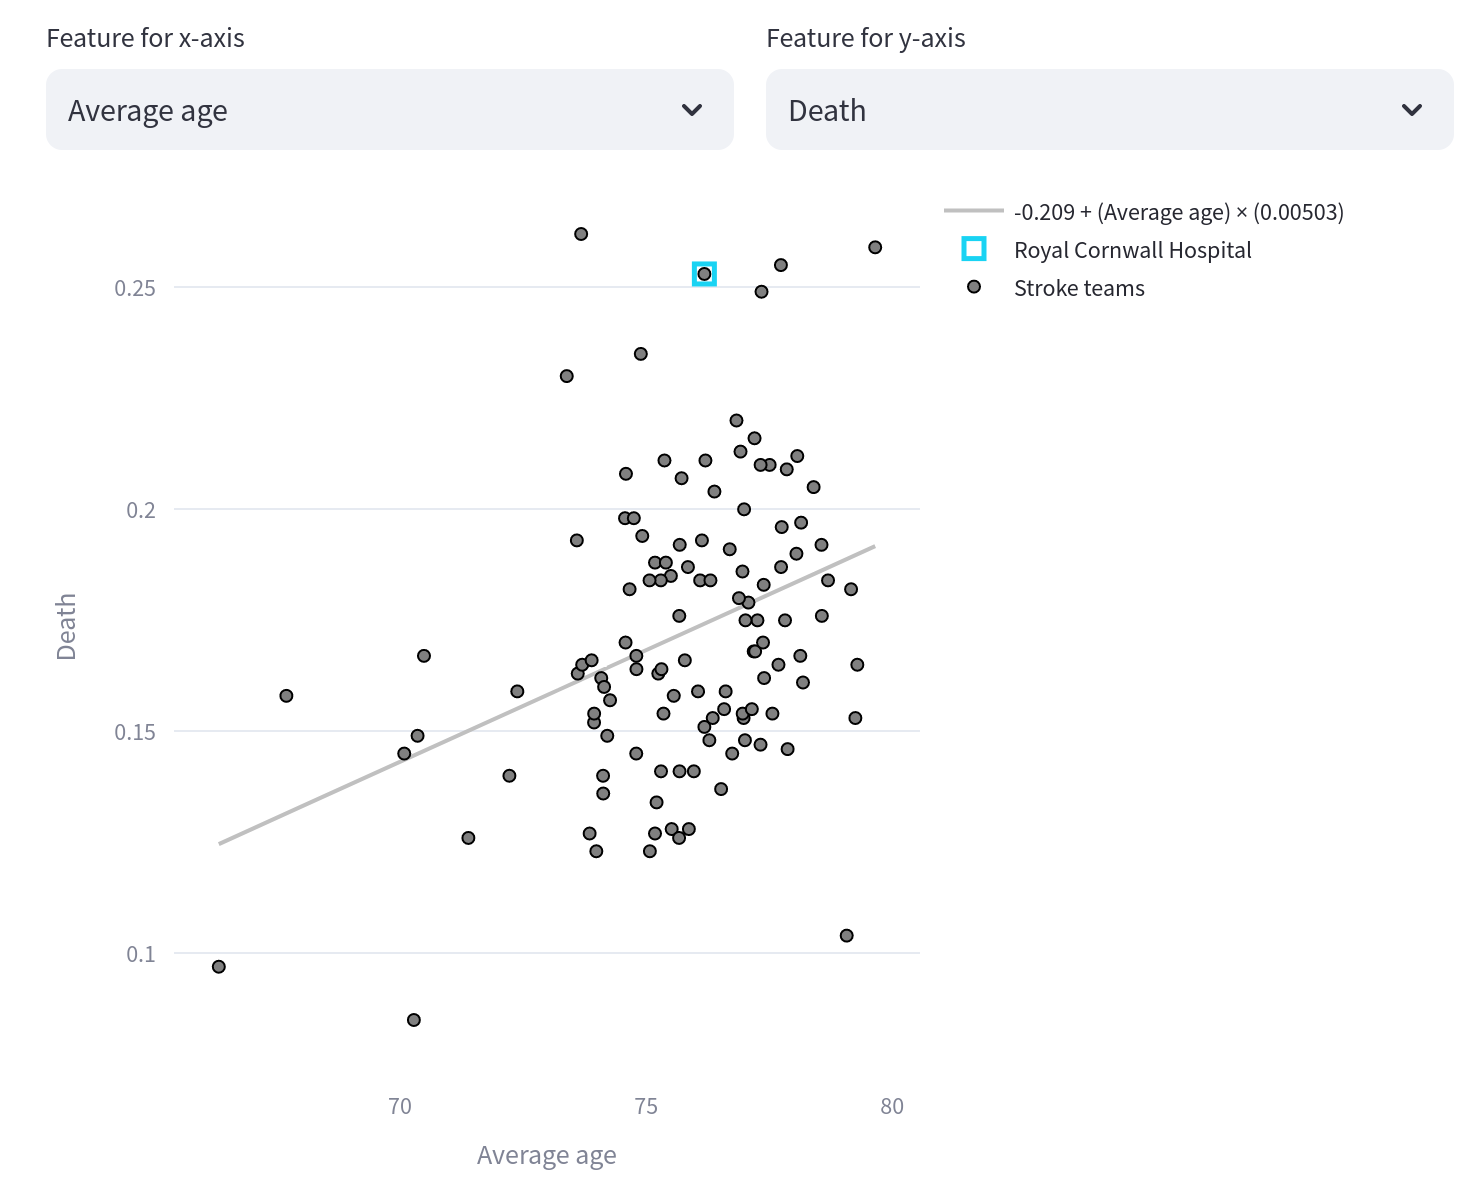 Feature for x-axis
Feature for y-axis
Average age
Death
-0.209 + (Average age) × (0.00503)
Royal Cornwall Hospital
Stroke teams
0.25
0.2
0.15
0.1
Death
70
75
80
Average age